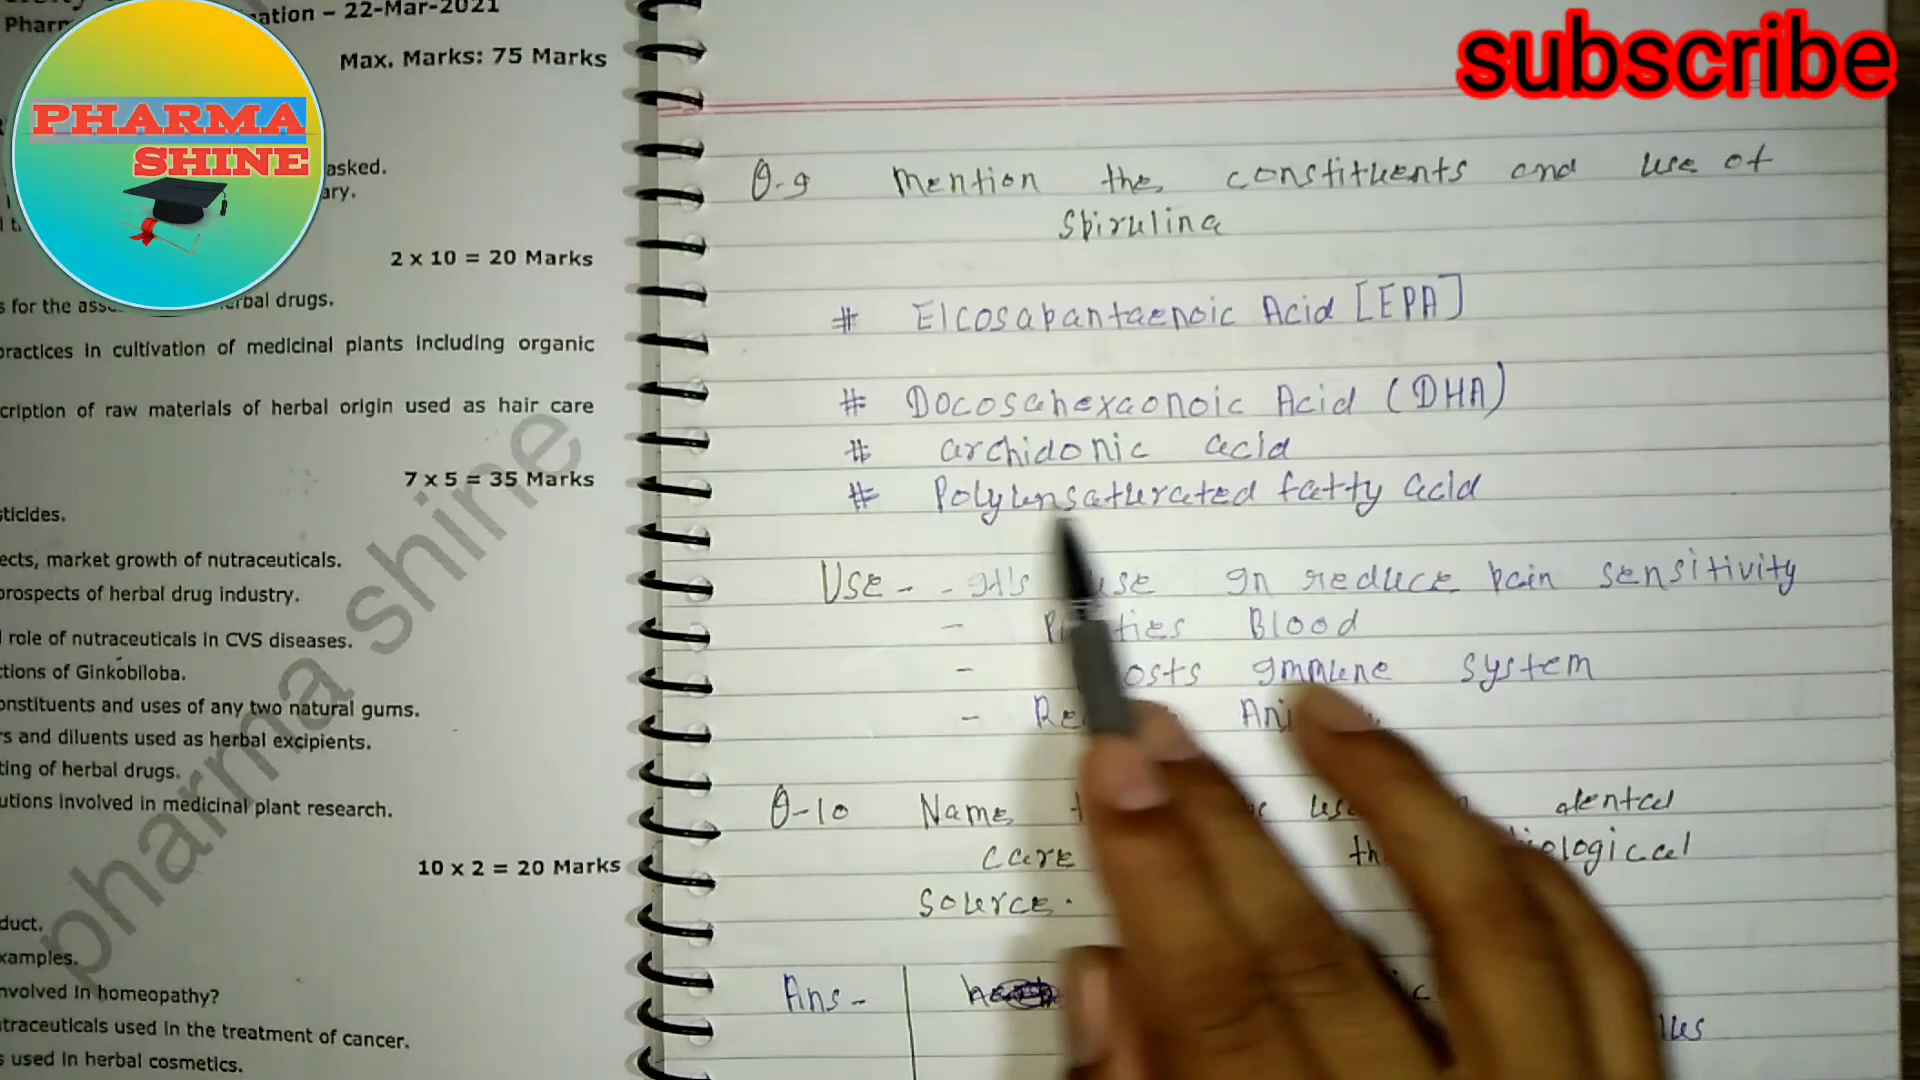 Pharm
ation – 22-Mar-2021
Max. Marks: 75 Marks
PHARMA
SHINE
asked.
ary.
2 x 10 = 20 Marks
s for the ass
rbal drugs.
practices in cultivation of medicinal plants including organic
cription of raw materials of herbal origin used as hair care
7 x 5 = 35 Marks
ticides.
ects, market growth of nutraceuticals.
prospects of herbal drug industry.
role of nutraceuticals in CVS diseases.
tions of Ginkobiloba.
onstituents and uses of any two natural gums.
s and diluents used as herbal excipients.
ting of herbal drugs.
utions involved in medicinal plant research.
10 x 2 = 20 Marks
duct.
xamples.
nvolved in homeopathy?
traceuticals used in the treatment of cancer.
s used in herbal cosmetics.
pharma shine
subscribe
Q-9 Mention the constituents and use of
Spirulina
# Elcosapantaenoic Acid [EPA]
# Docosahexaonoic Acid (DHA)
# archidonic acid
# Polyunsaturated fatty acid
Use - - It's use In reduce pain sensitivity
- Blood
- osts Immune system
-
Q-10 Name dental
care
source.
Ans -